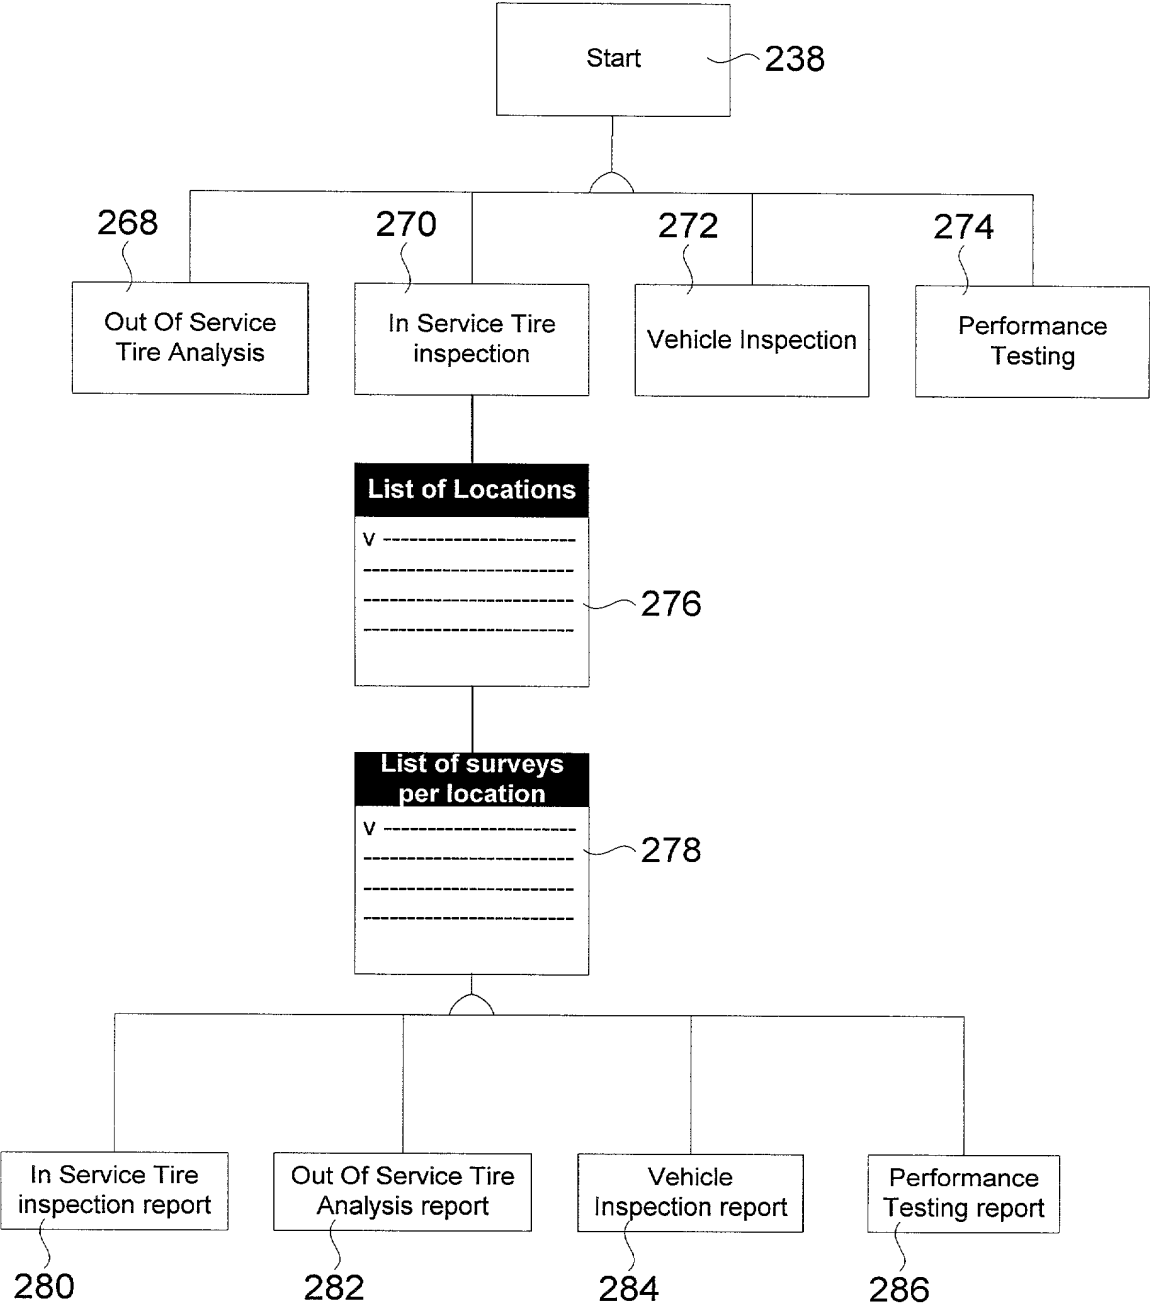 Start
238
268
270
272
274
Out Of Service
Tire Analysis
In Service Tire
inspection
Vehicle Inspection
Performance
Testing
List of Locations
v ----------------------
------------------------
------------------------
------------------------
276
List of surveys
per location
v ----------------------
------------------------
------------------------
------------------------
278
In Service Tire
inspection report
Out Of Service Tire
Analysis report
Vehicle
Inspection report
Performance
Testing report
280
282
284
286